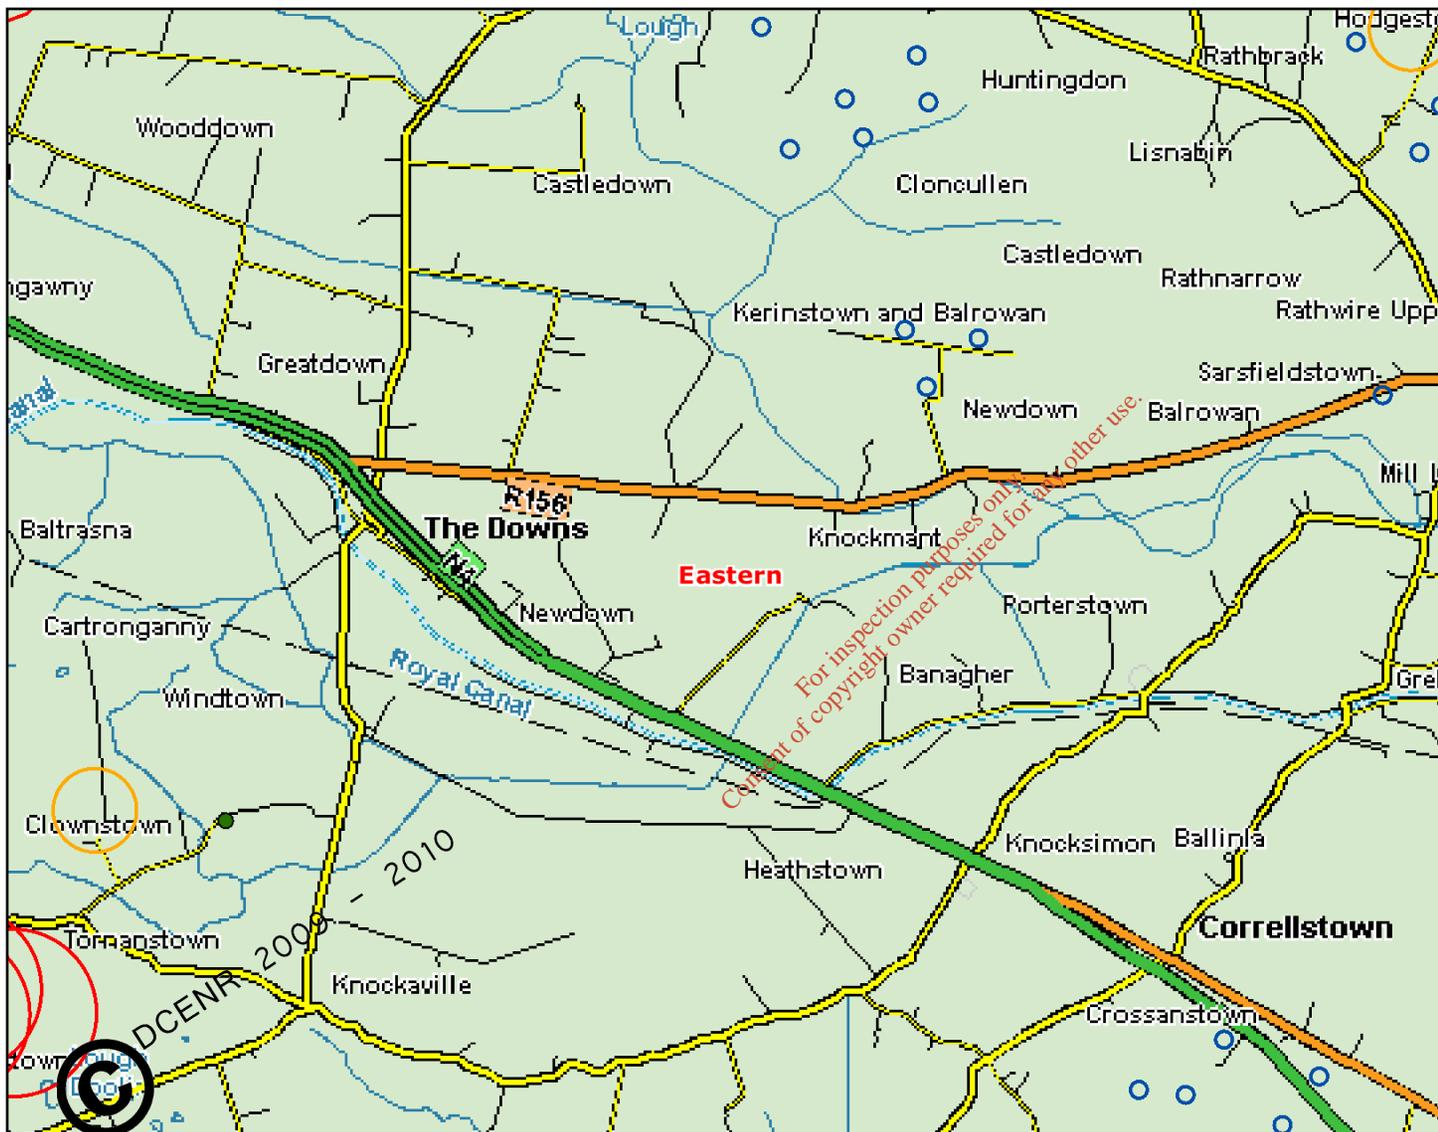 Lough
Huntingdon
Rathbrack
Wooddown
Lisnabin
Castledown
Cloncullen
Castledown
Rathnarrow
Kerinstown and Balrowan
Rathwire Upp
ngawny
Greatdown
Sarsfieldstown
Newdown
Balrowan
anal
R156
The Downs
N4
Knockmant
Baltrasna
Eastern
Newdown
Porterstown
Cartronganny
Royal Canal
Banagher
Windtown
Clownstown
Knocksimon
Ballinla
Heathstown
Correllstown
Tornanstown
Knockaville
Crossanstown
town
Lough
© DCENR 2009 - 2010
For inspection purposes only.
Consent of copyright owner required for any other use.